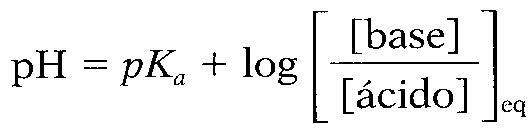 pH = pKₐ + log [ [base] / [ácido] ]eq